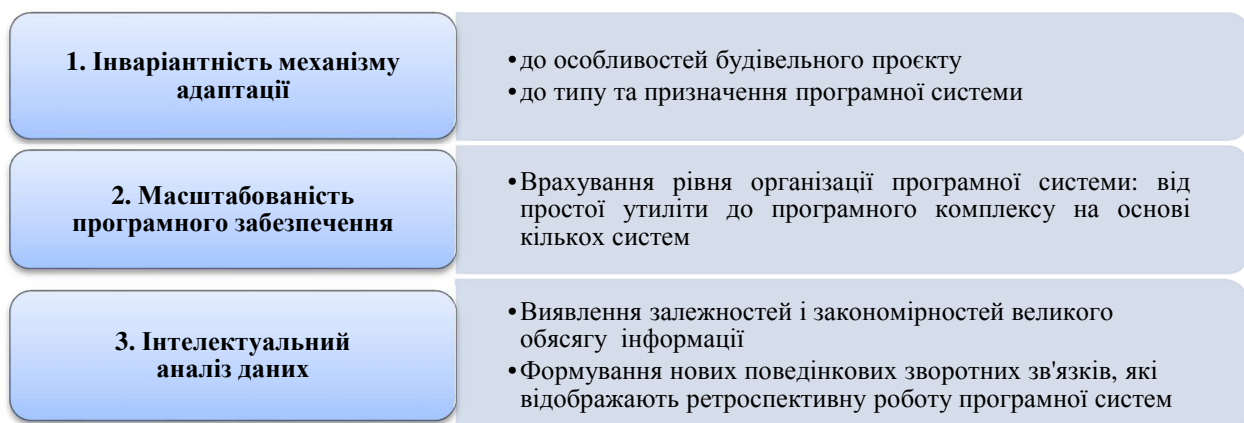 1. Інваріантність механізму
адаптації
•до особливостей будівельного проєкту
•до типу та призначення програмної системи
2. Масштабованість
програмного забезпечення
•Врахування рівня організації програмної системи: від
простої утиліти до програмного комплексу на основі
кількох систем
3. Інтелектуальний
аналіз даних
•Виявлення залежностей і закономірностей великого
обясягу інформації
•Формування нових поведінкових зворотних зв'язків, які
відображають ретроспективну роботу програмної систем